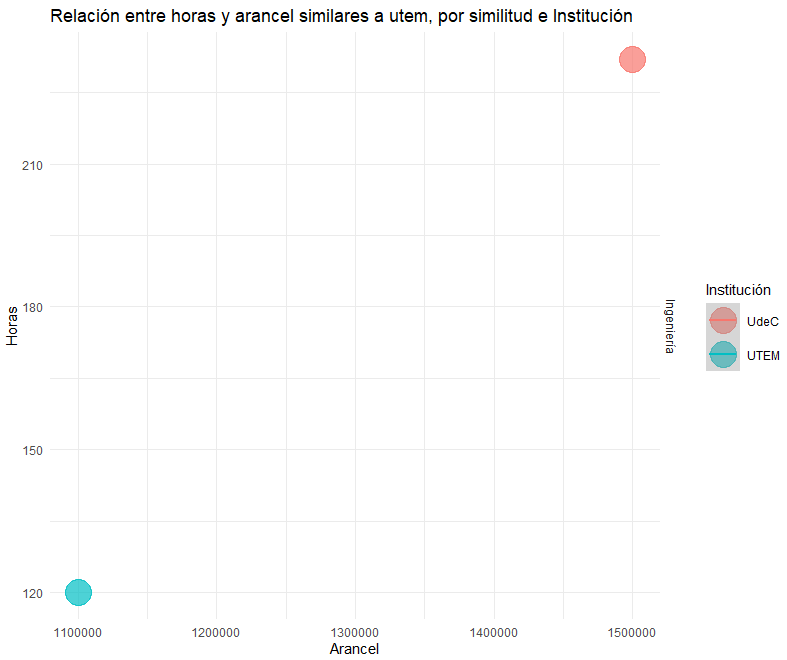 Relación entre horas y arancel similares a utem, por similitud e Institución
Horas
210
180
150
120
1100000
1200000
1300000
1400000
1500000
Arancel
Ingeniería
Institución
UdeC
UTEM